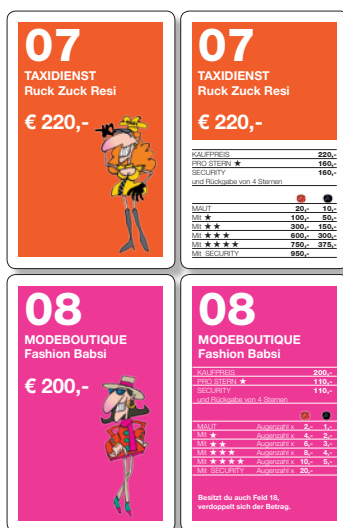 07
TAXIDIENST
Ruck Zuck Resi
€ 220,-
07
TAXIDIENST
Ruck Zuck Resi
€ 220,-
KAUFPREIS 220,-
PRO STERN ★ 160,-
SECURITY 160,-
und Rückgabe von 4 Sternen
MAUT 20,- 10,-
Mit ★ 100,- 50,-
Mit ★★ 300,- 150,-
Mit ★★★ 600,- 300,-
Mit ★★★★ 750,- 375,-
Mit SECURITY 950,-
08
MODEBOUTIQUE
Fashion Babsi
€ 200,-
08
MODEBOUTIQUE
Fashion Babsi
KAUFPREIS 200,-
PRO STERN ★ 110,-
SECURITY 110,-
und Rückgabe von 4 Sternen
MAUT Augenzahl x 2,- 1,-
Mit ★ Augenzahl x 4,- 2,-
Mit ★★ Augenzahl x 6,- 3,-
Mit ★★★ Augenzahl x 8,- 4,-
Mit ★★★★ Augenzahl x 10,- 5,-
Mit SECURITY Augenzahl x 20,-
Besitzt du auch Feld 18,
verdoppelt sich der Betrag.